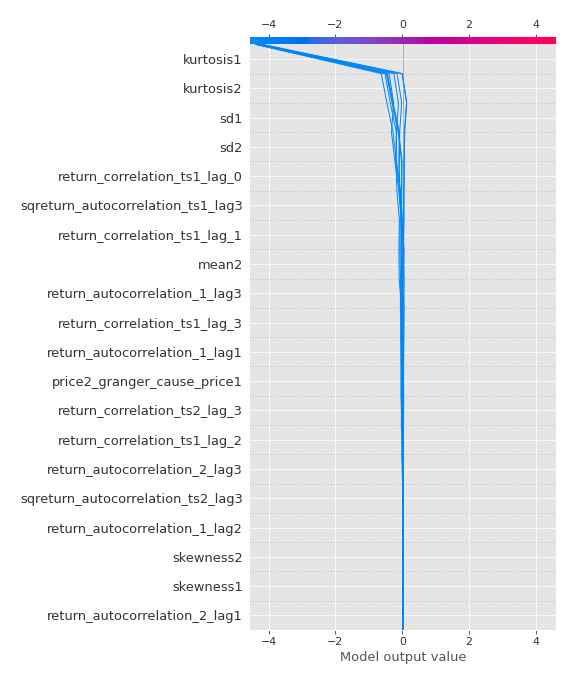 −4 −2 0 2 4
kurtosis1
kurtosis2
sd1
sd2
return_correlation_ts1_lag_0
sqreturn_autocorrelation_ts1_lag3
return_correlation_ts1_lag_1
mean2
return_autocorrelation_1_lag3
return_correlation_ts1_lag_3
return_autocorrelation_1_lag1
price2_granger_cause_price1
return_correlation_ts2_lag_3
return_correlation_ts1_lag_2
return_autocorrelation_2_lag3
sqreturn_autocorrelation_ts2_lag3
return_autocorrelation_1_lag2
skewness2
skewness1
return_autocorrelation_2_lag1
−4 −2 0 2 4
Model output value